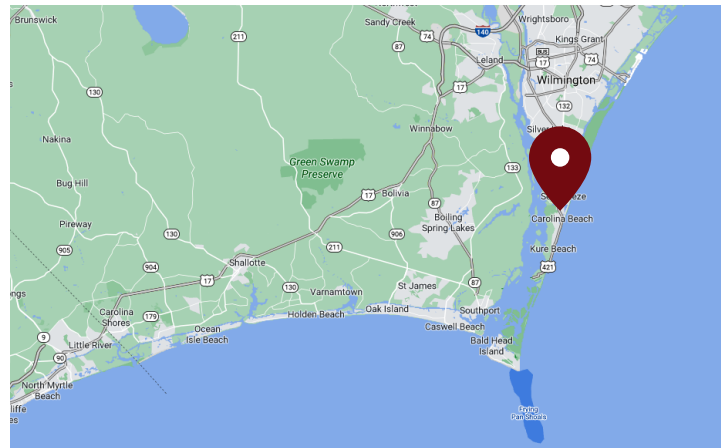 Brunswick
Sandy Creek
Wrightsboro
140
74
Kings Grant
211
87
Leland
BUS
17
74
17
Wilmington
130
132
Winnabow
Nakina
Green Swamp
Preserve
133
Bug Hill
17
Bolivia
87
Carolina Beach
Boiling
Spring Lakes
Pireway
130
906
905
211
Kure Beach
904
Shallotte
421
17
130
St James
87
ngs
Varnamtown
Carolina
Shores
179
Holden Beach
Oak Island
Southport
Ocean
Isle Beach
Caswell Beach
9
Little River
Bald Head
Island
90
North Myrtle
Beach
Frying
Pan Shoals